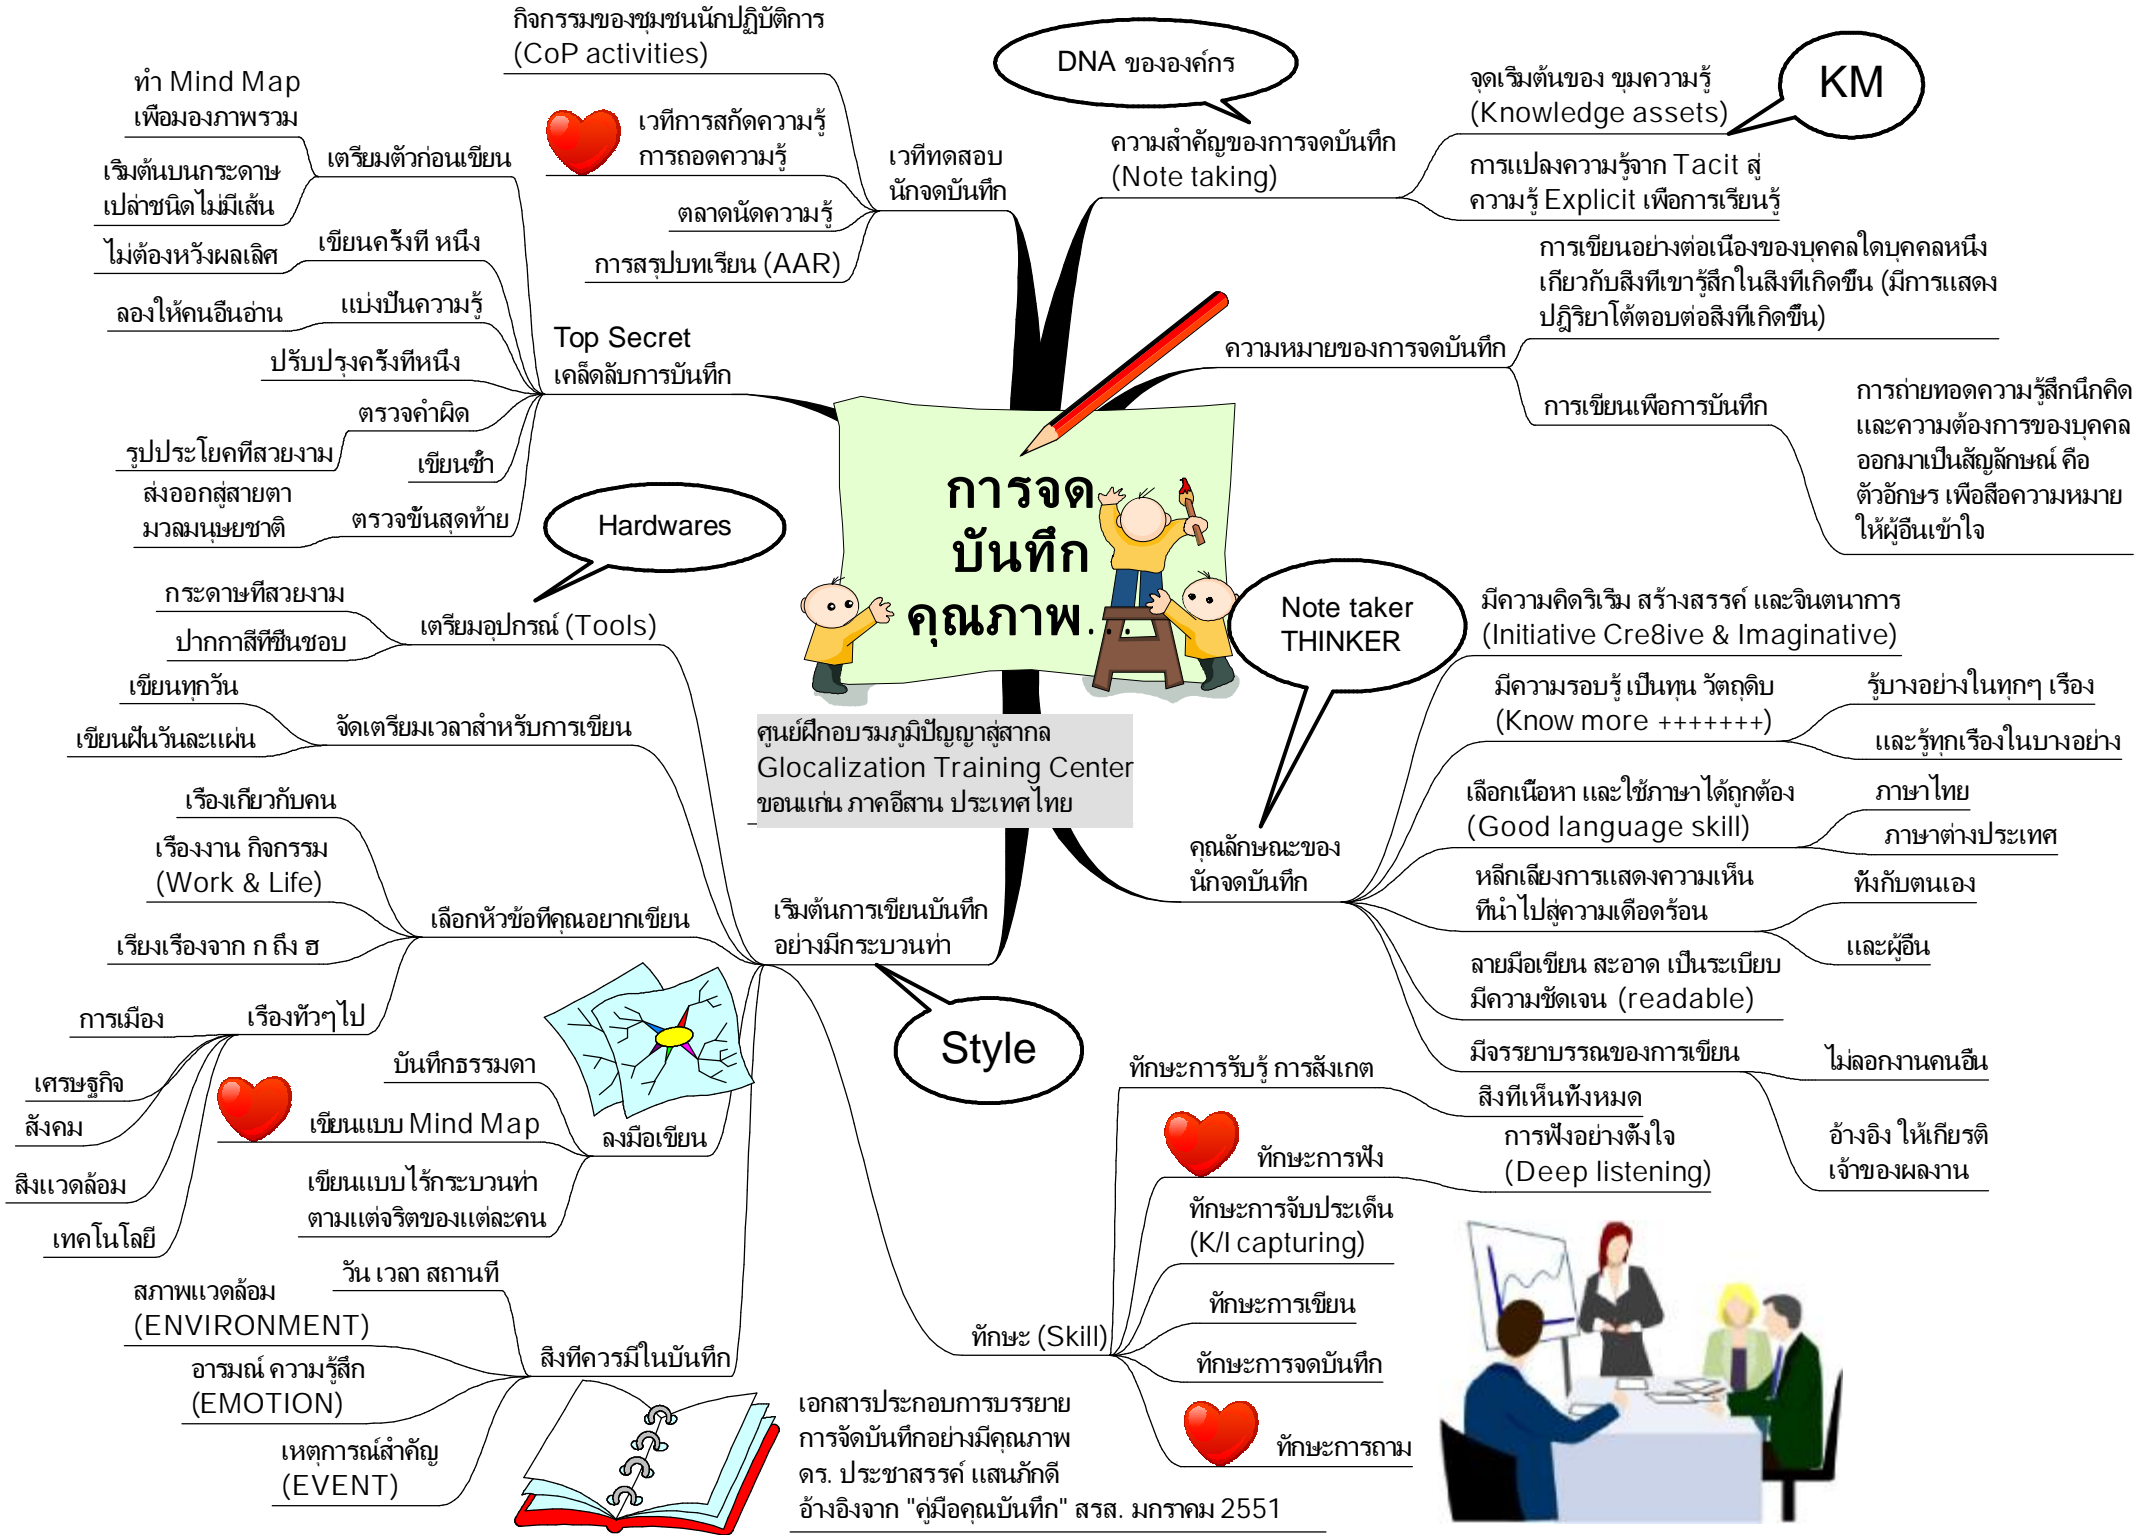 การจด
บันทึก
คุณภาพ...
ศูนย์ฝึกอบรมภูมิปัญญาสู่สากล
Glocalization Training Center
ขอนแก่น ภาคอีสาน ประเทศไทย
DNA ขององค์กร
ความสำคัญของการจดบันทึก
(Note taking)
จุดเริ่มต้นของ ขุมความรู้
(Knowledge assets)
KM
การแปลงความรู้จาก Tacit สู่
ความรู้ Explicit เพื่อการเรียนรู้
ความหมายของการจดบันทึก
การเขียนอย่างต่อเนื่องของบุคคลใดบุคคลหนึ่ง
เกี่ยวกับสิ่งที่เขารู้สึกในสิ่งที่เกิดขึ้น (มีการแสดง
ปฎิริยาโต้ตอบต่อสิ่งที่เกิดขึ้น)
การเขียนเพื่อการบันทึก
การถ่ายทอดความรู้สึกนึกคิด
และความต้องการของบุคคล
ออกมาเป็นสัญลักษณ์ คือ
ตัวอักษร เพื่อสื่อความหมาย
ให้ผู้อื่นเข้าใจ
Note taker
THINKER
คุณลักษณะของ
นักจดบันทึก
มีความคิดริเริ่ม สร้างสรรค์ และจินตนาการ
(Initiative Cre8ive & Imaginative)
มีความรอบรู้ เป็นทุน วัตถุดิบ
(Know more +++++++)
รู้บางอย่างในทุกๆ เรื่อง
และรู้ทุกเรื่องในบางอย่าง
เลือกเนื้อหา และใช้ภาษาได้ถูกต้อง
(Good language skill)
ภาษาไทย
ภาษาต่างประเทศ
หลีกเลี่ยงการแสดงความเห็น
ที่นำไปสู่ความเดือดร้อน
ทั้งกับตนเอง
และผู้อื่น
ลายมือเขียน สะอาด เป็นระเบียบ
มีความชัดเจน (readable)
มีจรรยาบรรณของการเขียน
ไม่ลอกงานคนอื่น
อ้างอิง ให้เกียรติ
เจ้าของผลงาน
เริ่มต้นการเขียนบันทึก
อย่างมีกระบวนท่า
Style
ทักษะ (Skill)
ทักษะการรับรู้ การสังเกต
สิ่งที่เห็นทั้งหมด
ทักษะการฟัง
การฟังอย่างตั้งใจ
(Deep listening)
ทักษะการจับประเด็น
(K/I capturing)
ทักษะการเขียน
ทักษะการจดบันทึก
ทักษะการถาม
เวทีทดสอบ
นักจดบันทึก
กิจกรรมของชุมชนนักปฏิบัติการ
(CoP activities)
เวทีการสกัดความรู้
การถอดความรู้
ตลาดนัดความรู้
การสรุปบทเรียน (AAR)
Top Secret
เคล็ดลับการบันทึก
เตรียมตัวก่อนเขียน
ทำ Mind Map
เพื่อมองภาพรวม
เริ่มต้นบนกระดาษ
เปล่าชนิดไม่มีเส้น
เขียนครั้งที่ หนึ่ง
ไม่ต้องหวังผลเลิศ
แบ่งปันความรู้
ลองให้คนอื่นอ่าน
ปรับปรุงครั้งที่หนึ่ง
ตรวจคำผิด
รูปประโยคที่สวยงาม
เขียนซ้ำ
ตรวจขั้นสุดท้าย
ส่งออกสู่สายตา
มวลมนุษยชาติ
Hardwares
เตรียมอุปกรณ์ (Tools)
กระดาษที่สวยงาม
ปากกาสีที่ชื่นชอบ
จัดเตรียมเวลาสำหรับการเขียน
เขียนทุกวัน
เขียนฝันวันละแผ่น
เลือกหัวข้อที่คุณอยากเขียน
เรื่องเกี่ยวกับคน
เรื่องงาน กิจกรรม
(Work & Life)
เรียงเรื่องจาก ก ถึง ฮ
เรื่องทั่วๆไป
การเมือง
เศรษฐกิจ
สังคม
สิ่งแวดล้อม
เทคโนโลยี
ลงมือเขียน
บันทึกธรรมดา
เขียนแบบ Mind Map
เขียนแบบไร้กระบวนท่า
ตามแต่จริตของแต่ละคน
สิ่งที่ควรมีในบันทึก
วัน เวลา สถานที่
สภาพแวดล้อม
(ENVIRONMENT)
อารมณ์ ความรู้สึก
(EMOTION)
เหตุการณ์สำคัญ
(EVENT)
เอกสารประกอบการบรรยาย
การจัดบันทึกอย่างมีคุณภาพ
ดร. ประชาสรรค์ แสนภักดี
อ้างอิงจาก "คู่มือคุณบันทึก" สรส. มกราคม 2551